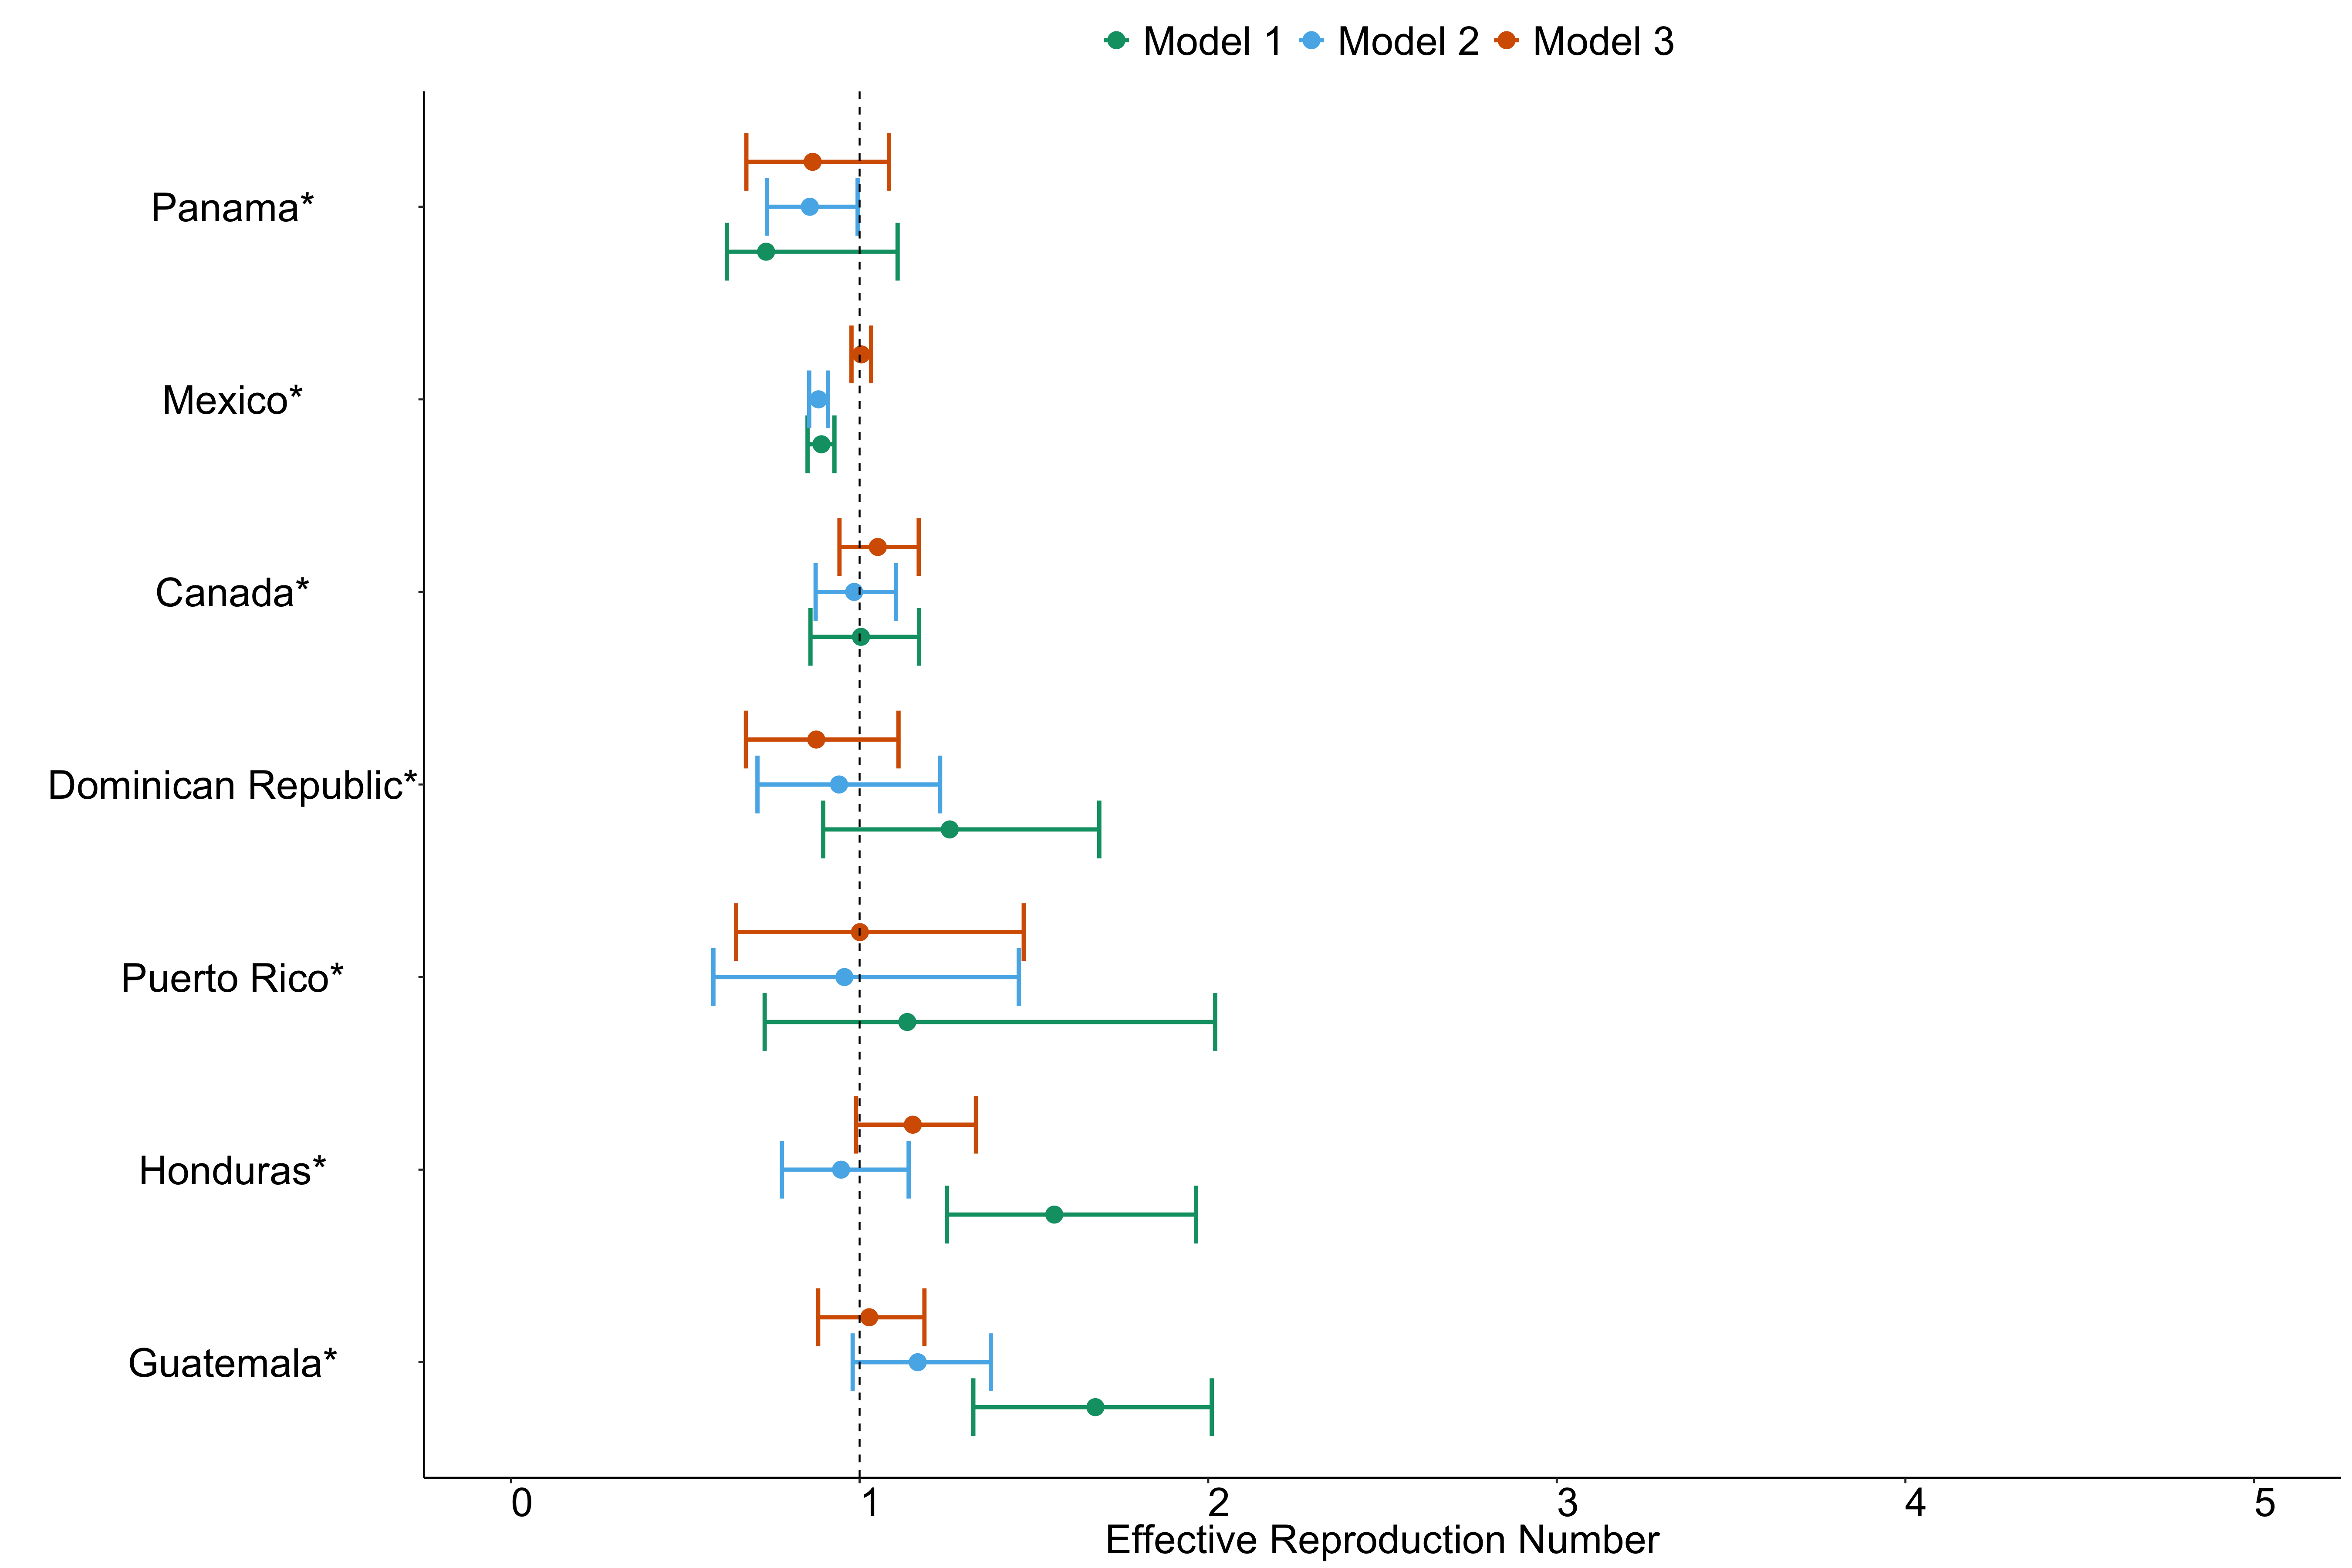 Model 1 Model 2 Model 3
Panama*
Mexico*
Canada*
Dominican Republic*
Puerto Rico*
Honduras*
Guatemala*
0 1 2 3 4 5
Effective Reproduction Number